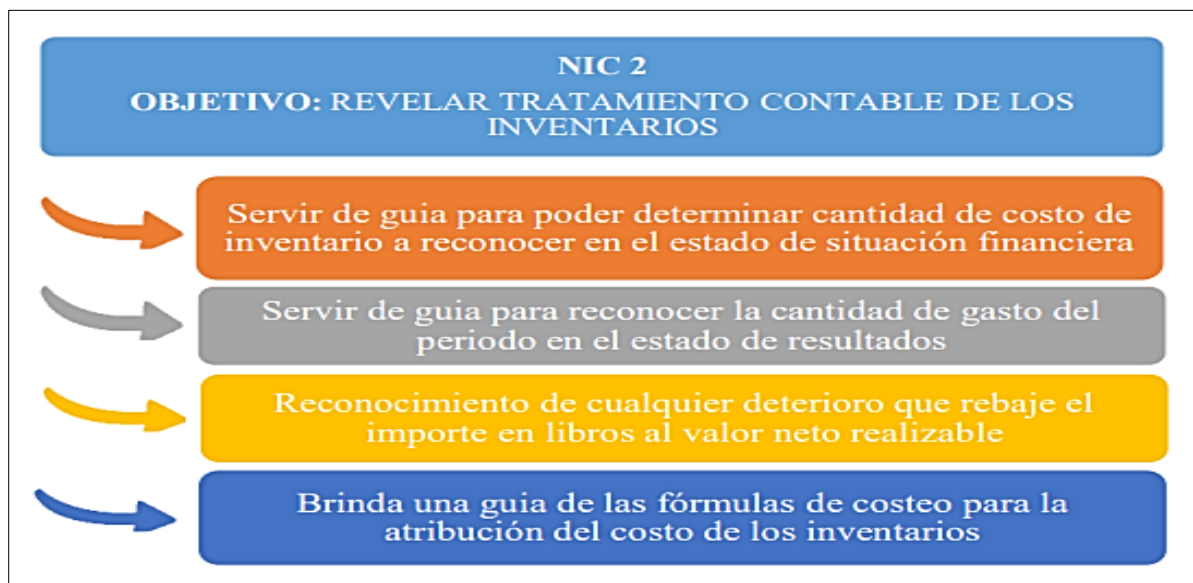 NIC 2
OBJETIVO: REVELAR TRATAMIENTO CONTABLE DE LOS
INVENTARIOS
Servir de guia para poder determinar cantidad de costo de
inventario a reconocer en el estado de situación financiera
Servir de guia para reconocer la cantidad de gasto del
periodo en el estado de resultados
Reconocimiento de cualquier deterioro que rebaje el
importe en libros al valor neto realizable
Brinda una guia de las fórmulas de costeo para la
atribución del costo de los inventarios